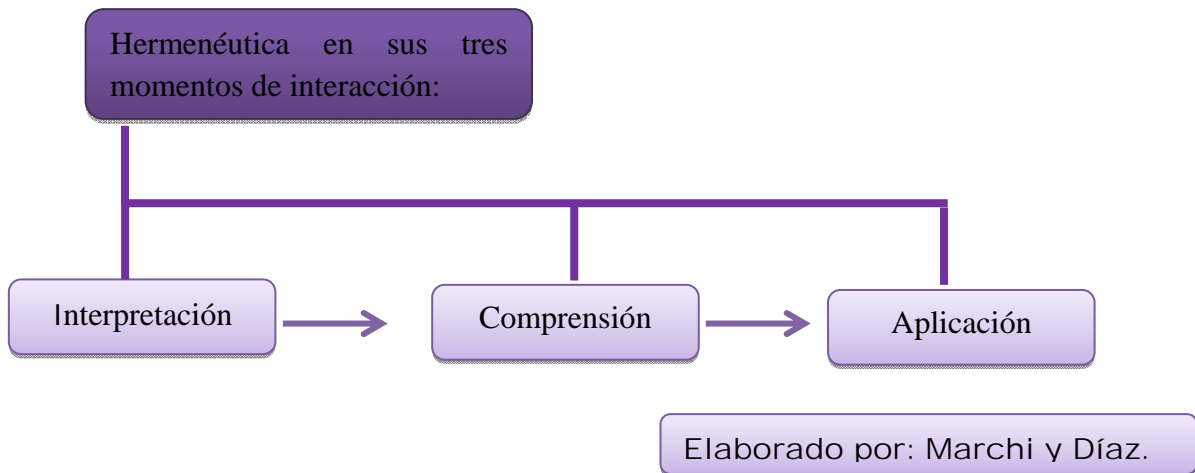 Hermenéutica en sus tres
momentos de interacción:
Interpretación
Comprensión
Aplicación
Elaborado por: Marchi y Díaz.